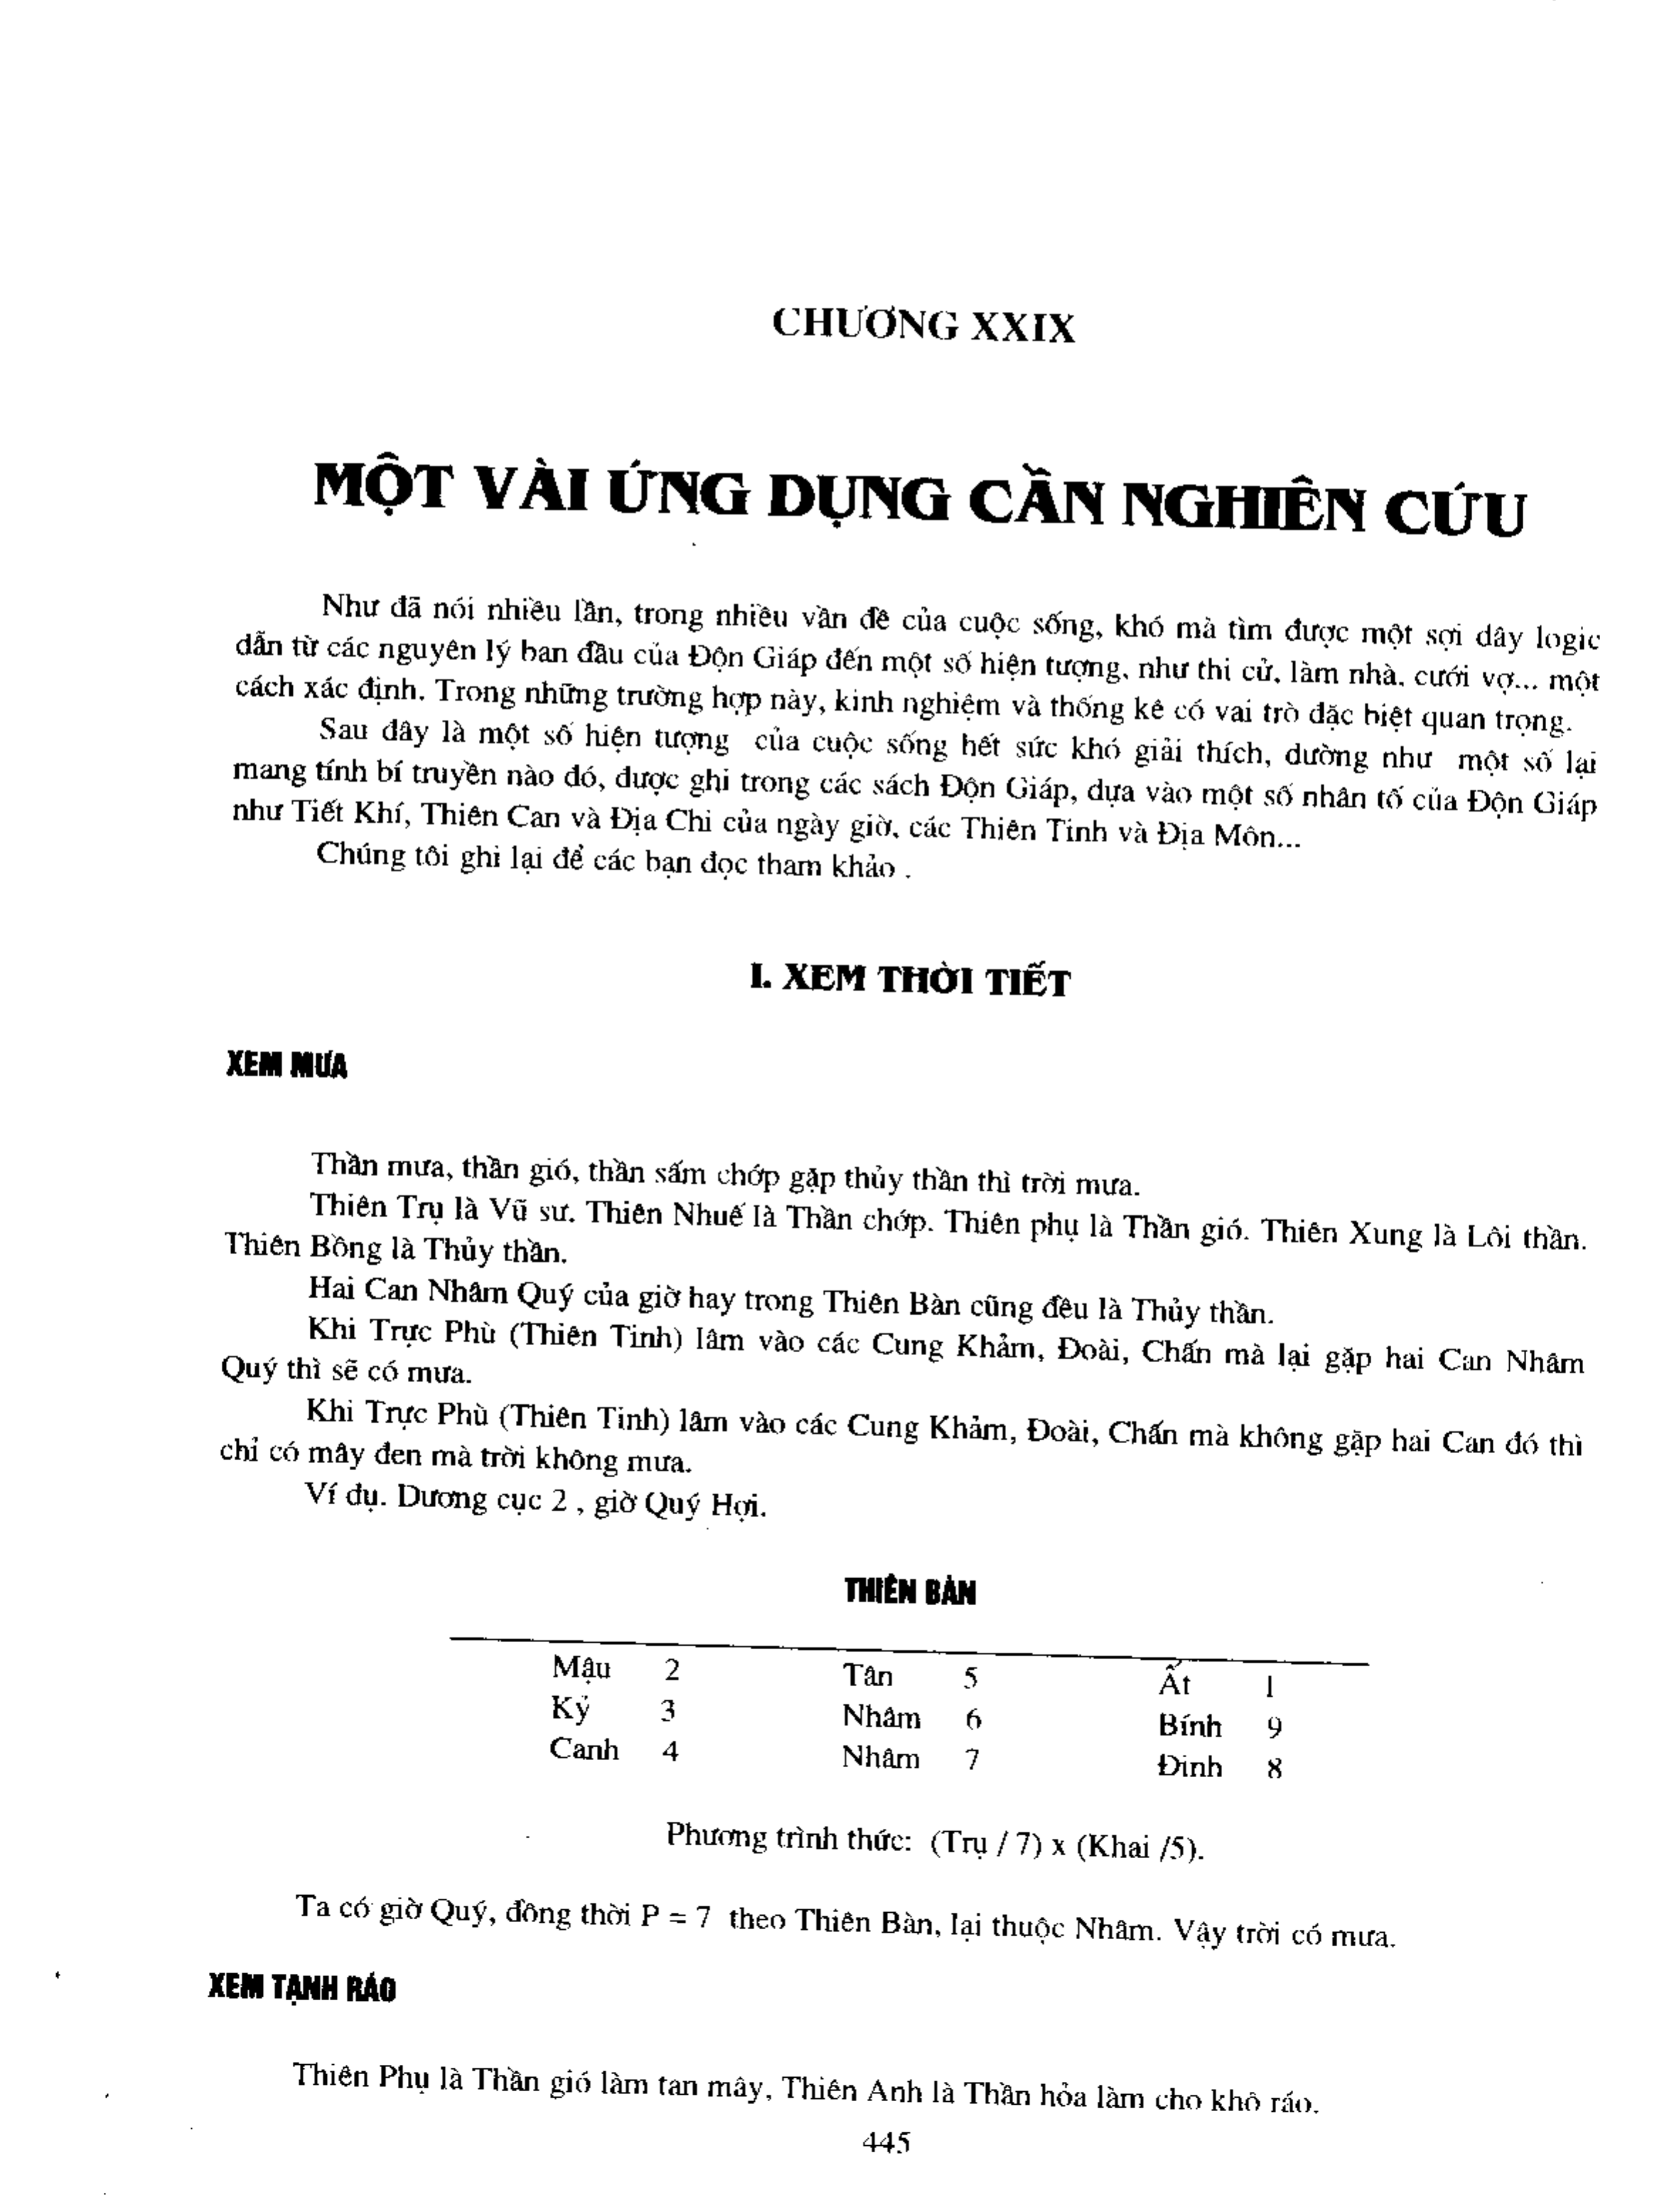 CHƯƠNG XXIX
MỘT VÀI ỨNG DỤNG CẦN NGHIÊN CỨU
Như đã nói nhiều lần, trong nhiều vần đề của cuộc sống, khó mà tìm được một sợi dây logic
dẫn từ các nguyên lý ban đầu của Độn Giáp đến một số hiện tượng, như thi cử, làm nhà, cưới vợ... một
cách xác định. Trong những trường hợp này, kinh nghiệm và thống kê có vai trò đặc biệt quan trọng.
Sau đây là một số hiện tượng của cuộc sống hết sức khó giải thích, dường như một số lại
mang tính bí truyền nào đó, được ghi trong các sách Độn Giáp, dựa vào một số nhân tố của Độn Giáp
như Tiết Khí, Thiên Can và Địa Chi của ngày giờ, các Thiên Tinh và Địa Môn...
Chúng tôi ghi lại để các bạn đọc tham khảo .
I. XEM THỜI TIẾT
XEM MƯA
Thần mưa, thần gió, thần sấm chớp gặp thủy thần thì trời mưa.
Thiên Trụ là Vũ sư. Thiên Nhuế là Thần chớp. Thiên phụ là Thần gió. Thiên Xung là Lôi thần.
Thiên Bồng là Thủy thần.
Hai Can Nhâm Quý của giờ hay trong Thiên Bàn cũng đều là Thủy thần.
Khi Trực Phù (Thiên Tinh) lâm vào các Cung Khảm, Đoài, Chấn mà lại gặp hai Can Nhâm
Quý thì sẽ có mưa.
Khi Trực Phù (Thiên Tinh) lâm vào các Cung Khảm, Đoài, Chấn mà không gặp hai Can đó thì
chỉ có mây đen mà trời không mưa.
Ví dụ. Dương cục 2 , giờ Quý Hợi.
THIÊN BÀN
Mậu 2 Tân 5 Ất 1
Kỷ 3 Nhâm 6 Bính 9
Canh 4 Nhâm 7 Đinh 8
Phương trình thức: (Trụ / 7) x (Khai /5).
Ta có giờ Quý, đồng thời P = 7 theo Thiên Bàn, lại thuộc Nhâm. Vậy trời có mưa.
XEM TẠNH RÁO
Thiên Phụ là Thần gió làm tan mây, Thiên Anh là Thần hỏa làm cho khô ráo.
445